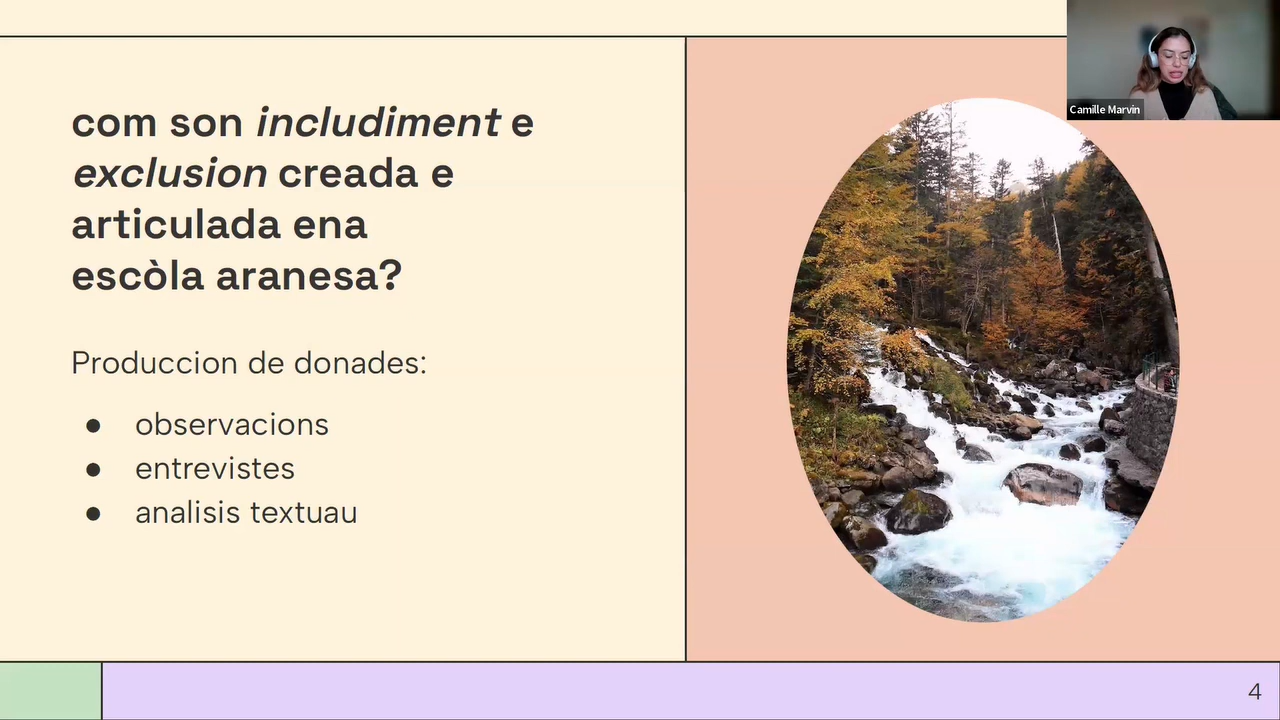 com son includiment e
exclusion creada e
articulada ena
escòla aranesa?
Produccion de donades:
● observacions
● entrevistes
● analisis textuau
Camille Marvin
4